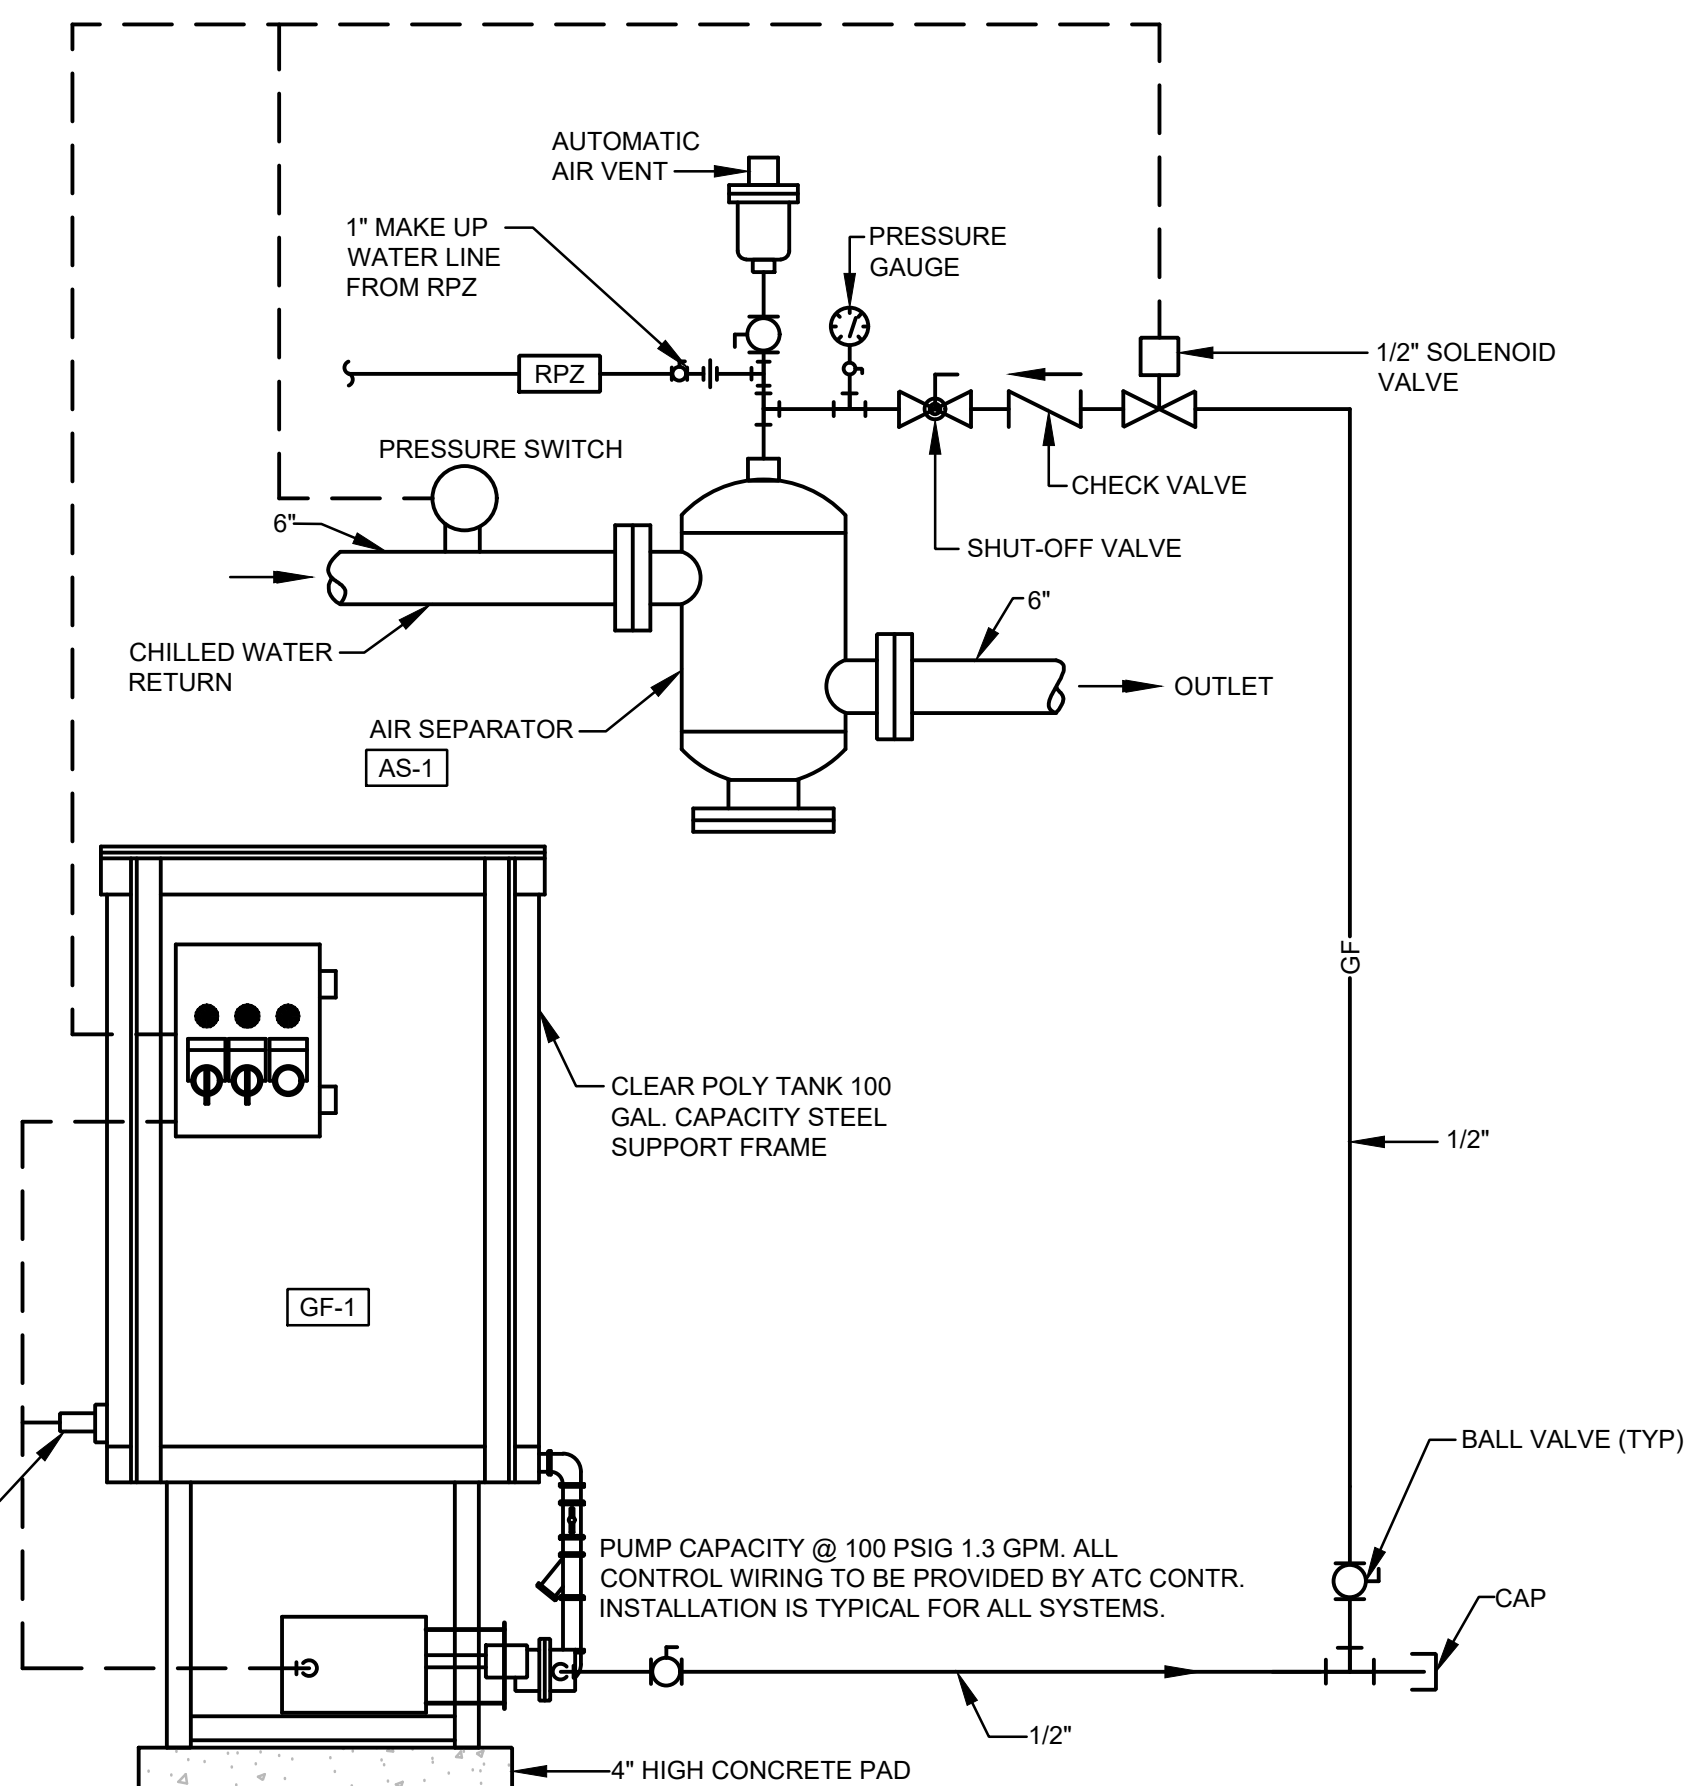 AUTOMATIC
AIR VENT
1" MAKE UP
WATER LINE
FROM RPZ
PRESSURE
GAUGE
RPZ
1/2" SOLENOID
VALVE
PRESSURE SWITCH
CHECK VALVE
6"
SHUT-OFF VALVE
6"
CHILLED WATER
RETURN
OUTLET
AIR SEPARATOR
AS-1
GF
CLEAR POLY TANK 100
GAL. CAPACITY STEEL
SUPPORT FRAME
1/2"
GF-1
BALL VALVE (TYP)
PUMP CAPACITY @ 100 PSIG 1.3 GPM. ALL
CONTROL WIRING TO BE PROVIDED BY ATC CONTR.
INSTALLATION IS TYPICAL FOR ALL SYSTEMS.
CAP
1/2"
4" HIGH CONCRETE PAD